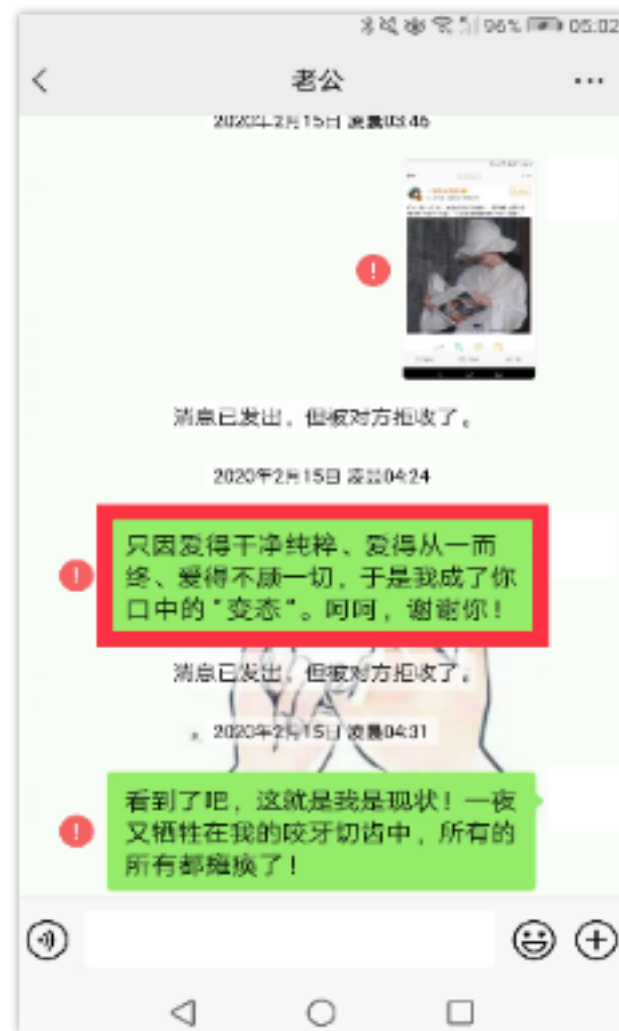 96% 05:02
老公
2020年2月15日 凌晨03:46
消息已发出，但被对方拒收了。
2020年2月15日 凌晨04:24
只因爱得干净纯粹、爱得从一而
终、爱得不顾一切，于是我成了你
口中的“变态”。呵呵，谢谢你！
消息已发出，但被对方拒收了。
2020年2月15日 凌晨04:31
看到了吧，这就是我是现状！一夜
又牺牲在我的咬牙切齿中，所有的
所有都瘫痪了！